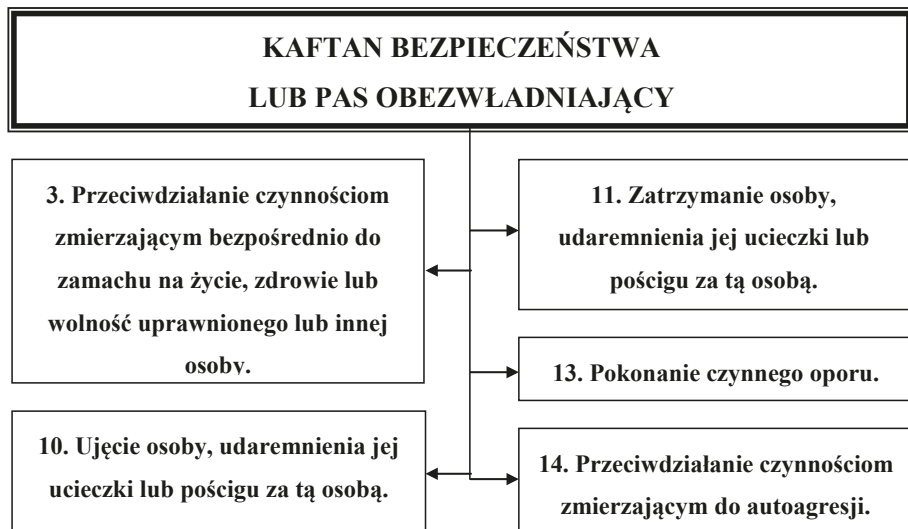 KAFTAN BEZPIECZEŃSTWA
LUB PAS OBEZWŁADNIAJĄCY
3. Przeciwdziałanie czynnościom
zmierzającym bezpośrednio do
zamachu na życie, zdrowie lub
wolność uprawnionego lub innej
osoby.
10. Ujęcie osoby, udaremnienia jej
ucieczki lub pościgu za tą osobą.
11. Zatrzymanie osoby,
udaremnienia jej ucieczki lub
pościgu za tą osobą.
13. Pokonanie czynnego oporu.
14. Przeciwdziałanie czynnościom
zmierzającym do autoagresji.